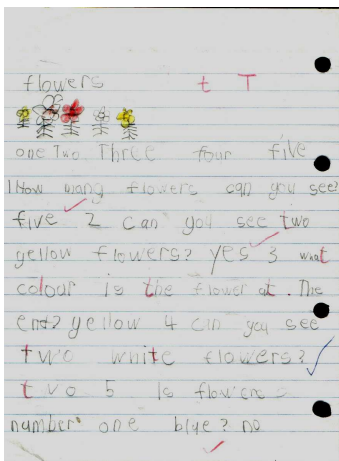 flowers t T
one Two Three four five
1 How many flowers can you see?
five 2 can you see two
yellow flowers? yes 3 what
colour is the flower at . The
end? yellow 4 can you see
two white flowers?
two 5 Is flowers
number one blue? no